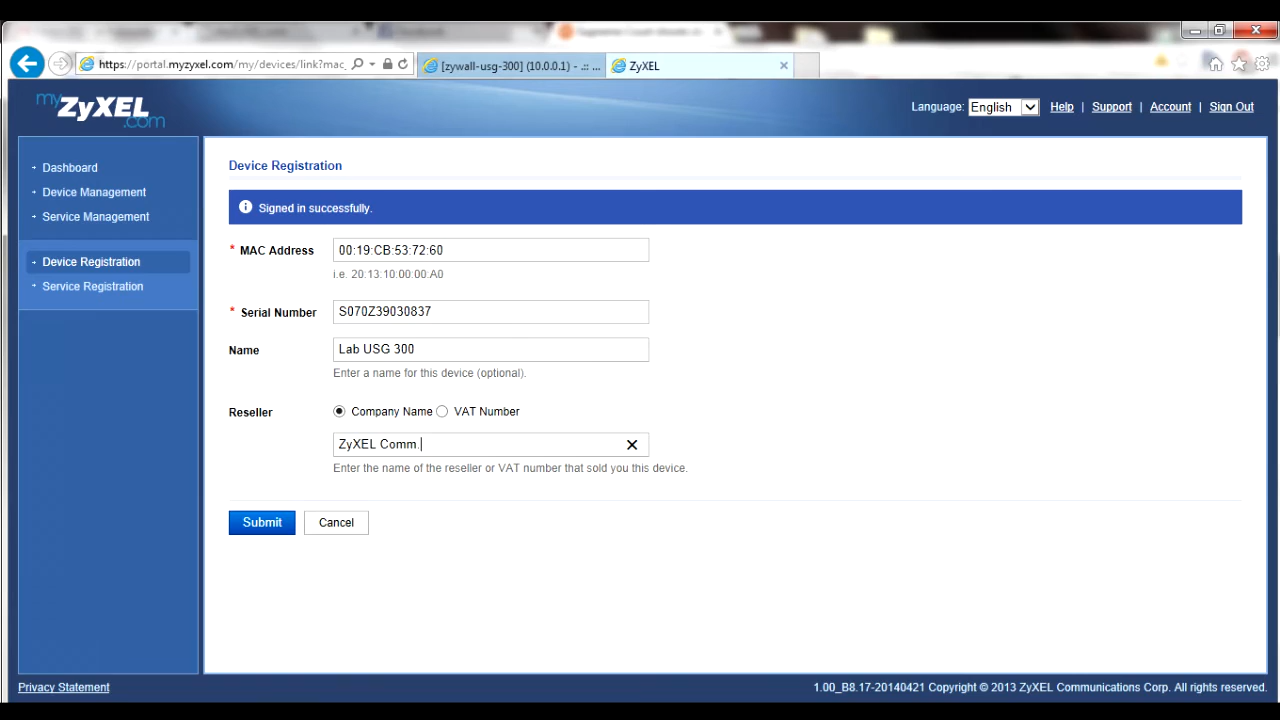 https://portal.myzyxel.com/my/devices/link?mac_
[zywall-usg-300] (10.0.0.1) - .:: ...
ZyXEL
myZyXEL.com
Language: English Help | Support | Account | Sign Out
Dashboard
Device Management
Service Management
Device Registration
Service Registration
Device Registration
Signed in successfully.
* MAC Address 00:19:CB:53:72:60
i.e. 20:13:10:00:00:A0
* Serial Number S070Z39030837
Name Lab USG 300
Enter a name for this device (optional).
Reseller Company Name VAT Number
ZyXEL Comm.
Enter the name of the reseller or VAT number that sold you this device.
Submit Cancel
Privacy Statement 1.00_B8.17-20140421 Copyright © 2013 ZyXEL Communications Corp. All rights reserved.